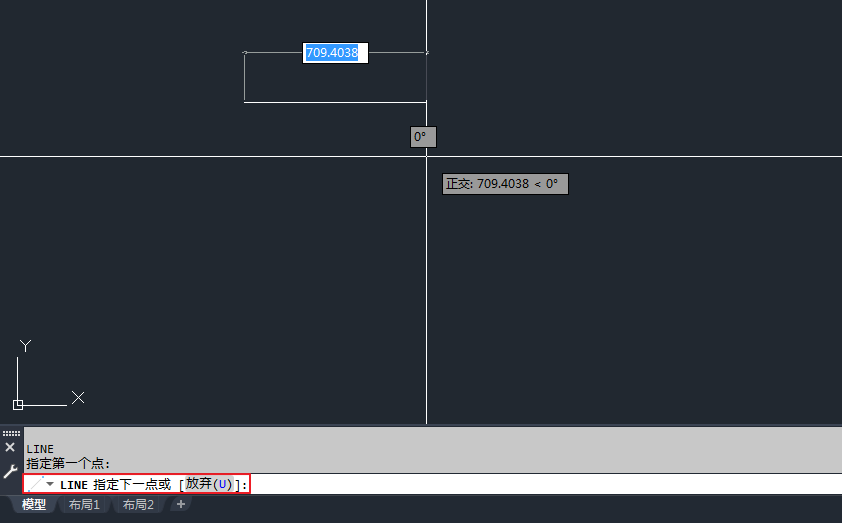 709.4038
0°
正交: 709.4038 < 0°
Y
X
LINE
指定第一个点:
LINE 指定下一点或 [放弃(U)]:
模型 布局1 布局2 +